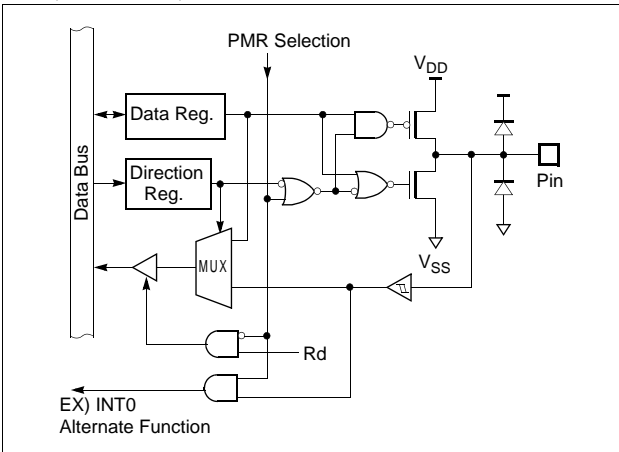 PMR Selection
VDD
Data Reg.
Data Bus
Direction
Reg.
Pin
MUX
VSS
Rd
EX) INT0
Alternate Function